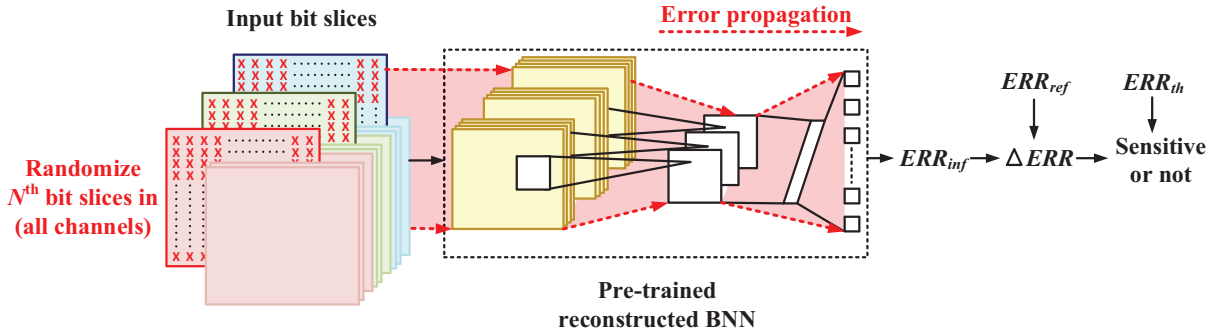 Input bit slices
Error propagation
X X X X X X
X X X X X X
X X X X
X X X X X X
X X X X X X
X X X X X X
X X X X X X
X X X X X X
X X X X
X X X X
X X X X
X X X X
Randomize
Nth bit slices in
(all channels)
ERRref
ERRth
ERRinf
Δ ERR
Sensitive
or not
Pre-trained
reconstructed BNN